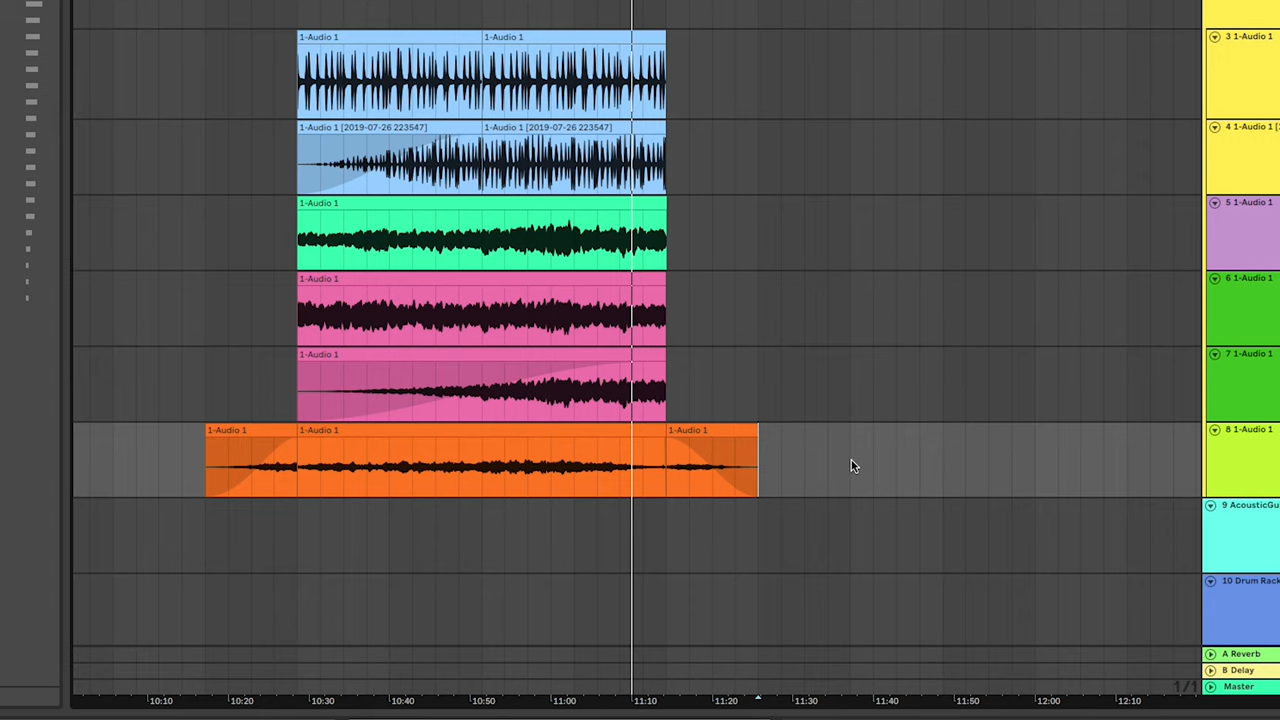 1-Audio 1 1-Audio 1
3 1-Audio 1
1-Audio 1 [2019-07-26 223547] 1-Audio 1 [2019-07-26 223547]
4 1-Audio 1 [
1-Audio 1
5 1-Audio 1
1-Audio 1
6 1-Audio 1
1-Audio 1
7 1-Audio 1
1-Audio 1 1-Audio 1 1-Audio 1
8 1-Audio 1
9 AcousticGu
10 Drum Rack
A Reverb
B Delay
1/1
Master
10:10 10:20 10:30 10:40 10:50 11:00 11:10 11:20 11:30 11:40 11:50 12:00 12:10